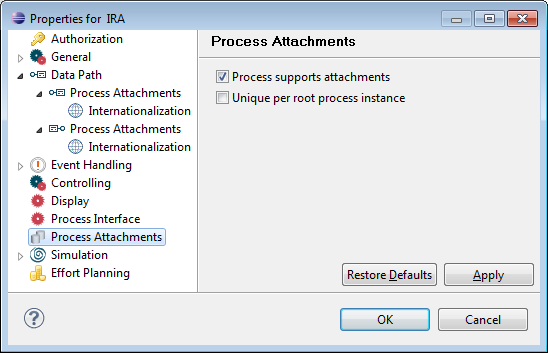 Properties for IRA
Authorization
General
Data Path
Process Attachments
Internationalization
Process Attachments
Internationalization
Event Handling
Controlling
Display
Process Interface
Process Attachments
Simulation
Effort Planning
Process Attachments
Process supports attachments
Unique per root process instance
Restore Defaults
Apply
?
OK
Cancel